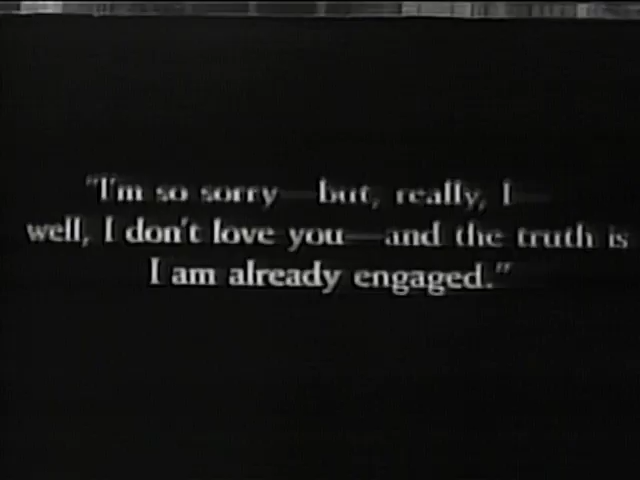 "I'm so sorry—but, really, I—
well, I don't love you—and the truth is
I am already engaged."